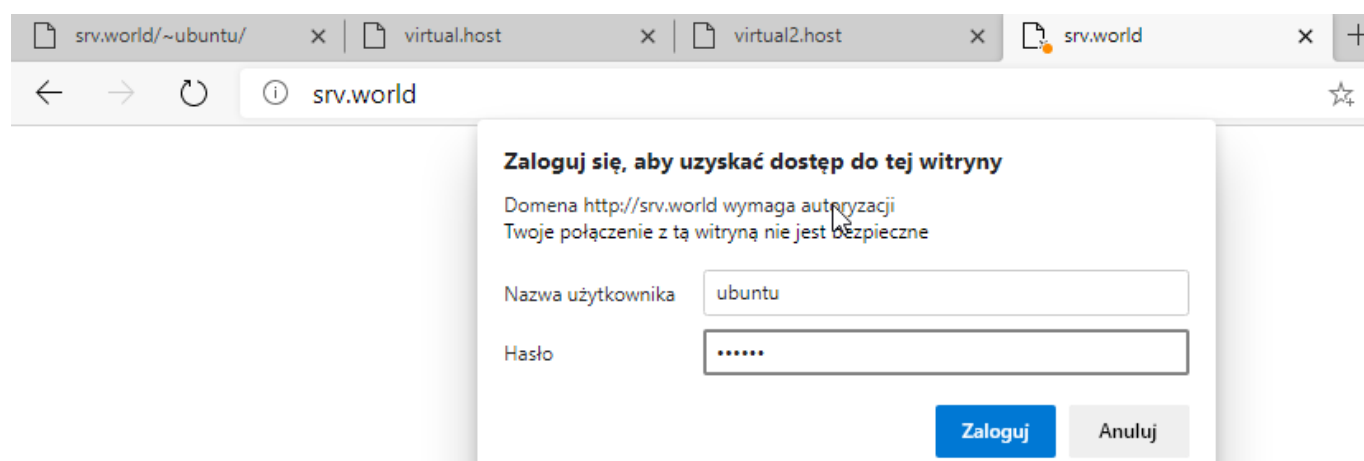 srv.world/~ubuntu/
virtual.host
virtual2.host
srv.world
srv.world
Zaloguj się, aby uzyskać dostęp do tej witryny
Domena http://srv.world wymaga autoryzacji
Twoje połączenie z tą witryną nie jest bezpieczne
Nazwa użytkownika ubuntu
Hasło ••••••
Zaloguj Anuluj